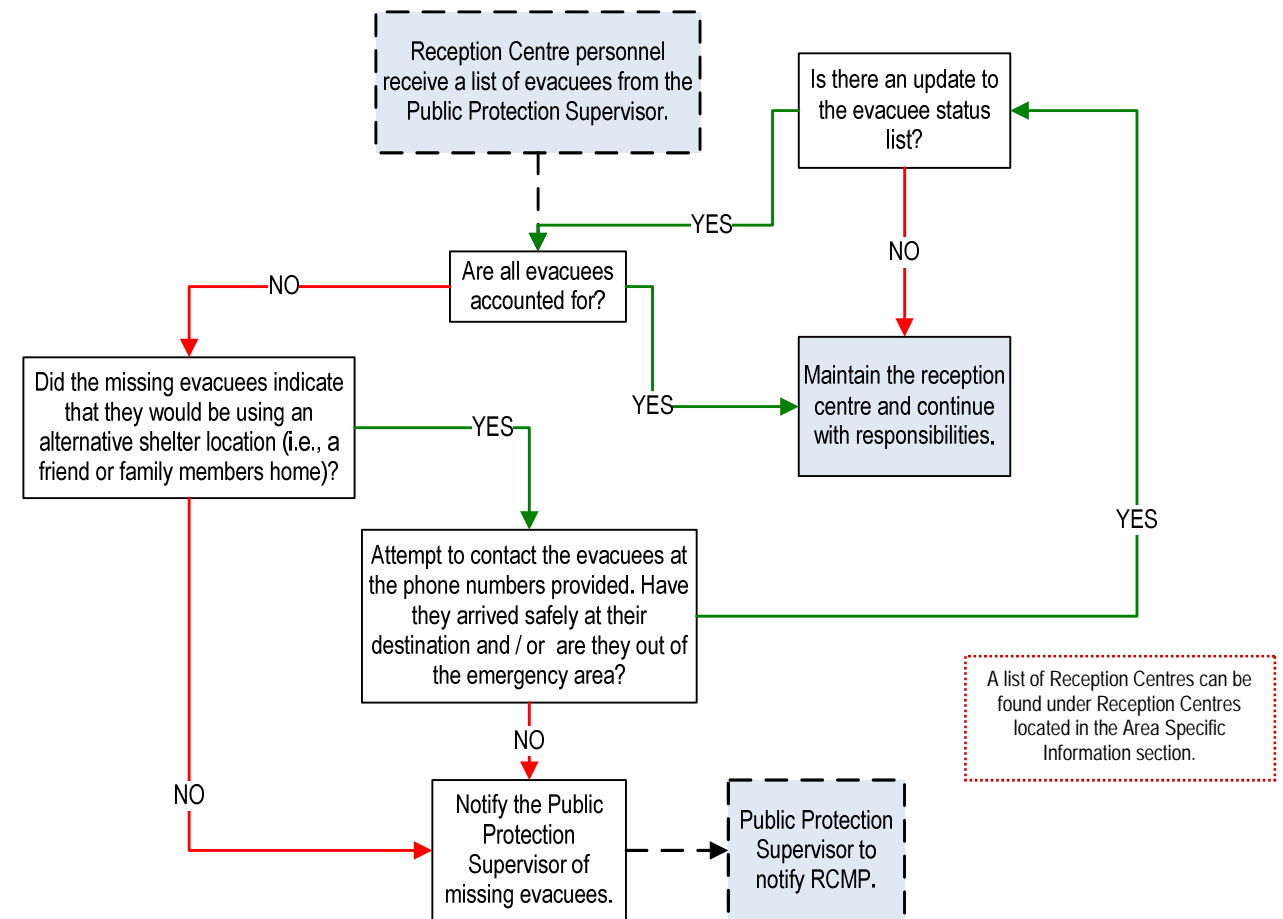 Reception Centre personnel
receive a list of evacuees from the
Public Protection Supervisor.
Is there an update to
the evacuee status
list?
YES
NO
Are all evacuees
accounted for?
NO
YES
Maintain the reception
centre and continue
with responsibilities.
Did the missing evacuees indicate
that they would be using an
alternative shelter location (i.e., a
friend or family members home)?
YES
Attempt to contact the evacuees at
the phone numbers provided. Have
they arrived safely at their
destination and / or are they out of
the emergency area?
YES
NO
NO
A list of Reception Centres can be
found under Reception Centres
located in the Area Specific
Information section.
Notify the Public
Protection
Supervisor of
missing evacuees.
Public Protection
Supervisor to
notify RCMP.